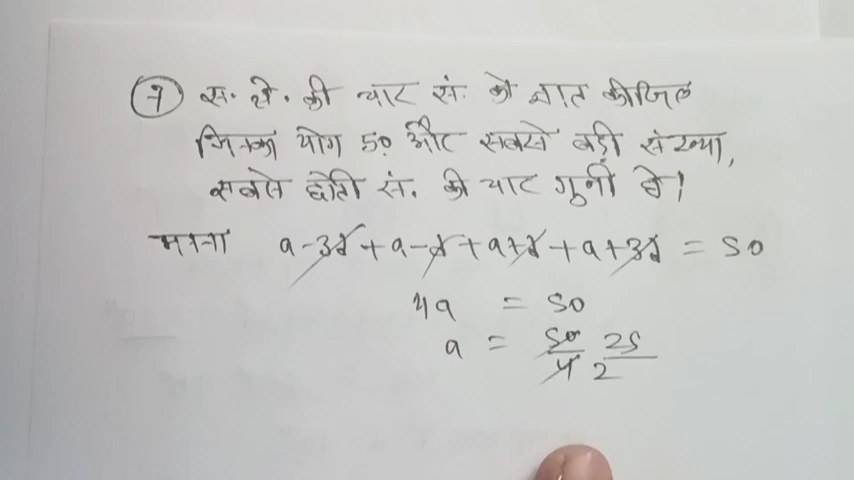 (7) स. श्रे. की चार सं. को ज्ञात कीजिए
जिनका योग 50 और सबसे बड़ी संख्या,
सबसे छोटी सं. की चार गुनी है।
माना a-3d + a-d + a+d + a+3d = 50
4a = 50
a = 50/4 25/2